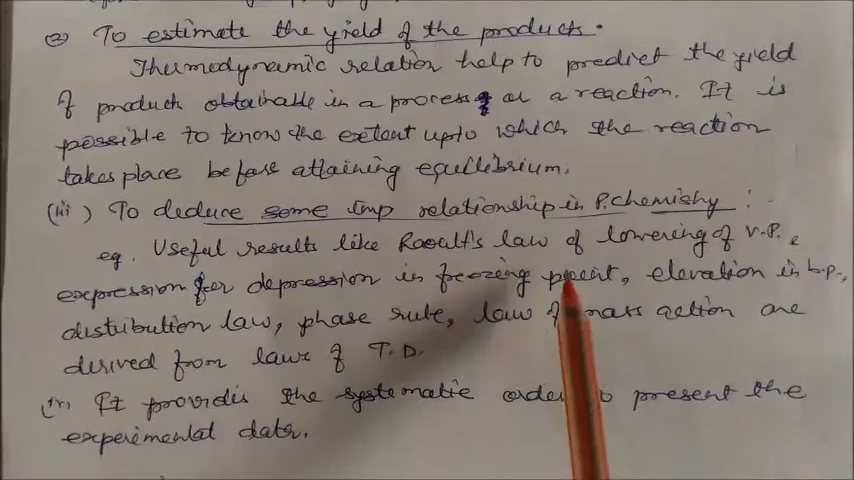 ② To estimate the yield of the products.
Thermodynamic relation help to predict the yield
of product obtainable in a process or a reaction. It is
possible to know the extent upto which the reaction
takes place before attaining equilibrium.
(iii) To deduce some imp relationship in P. chemistry :-
eg. Useful results like Raoult's law of lowering of V.P.,
expression for depression in freezing point, elevation in b.p.,
distibution law, phase rule, law of mass action are
derived from laws of T.D.
(iv) It provides the systematic order to present the
experimental data.